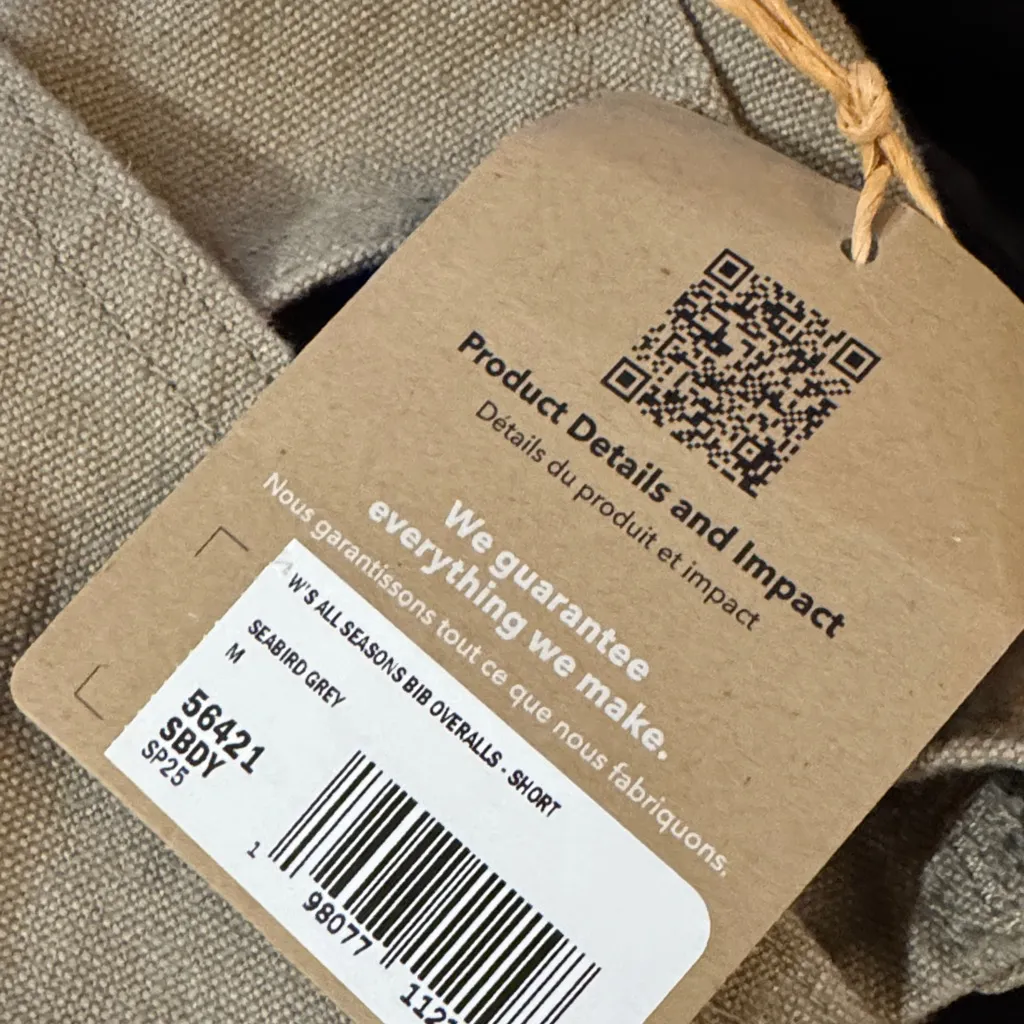 Product Details and Impact
Détails du produit et impact
We guarantee
everything we make.
Nous garantissons tout ce que nous fabriquons.
W'S ALL SEASONS BIB OVERALLS - SHORT
SEABIRD GREY
M
56421
SBDY
SP25
1 98077